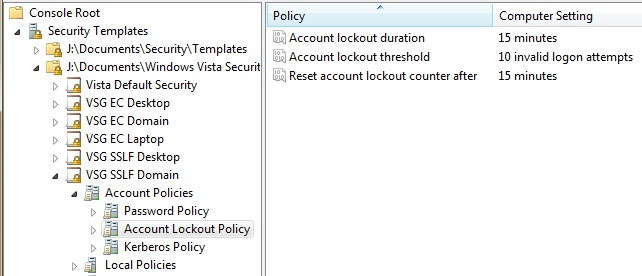 Console Root
Security Templates
J:\Documents\Security\Templates
J:\Documents\Windows Vista Securit
Vista Default Security
VSG EC Desktop
VSG EC Domain
VSG EC Laptop
VSG SSLF Desktop
VSG SSLF Domain
Account Policies
Password Policy
Account Lockout Policy
Kerberos Policy
Local Policies
Policy Computer Setting
Account lockout duration 15 minutes
Account lockout threshold 10 invalid logon attempts
Reset account lockout counter after 15 minutes